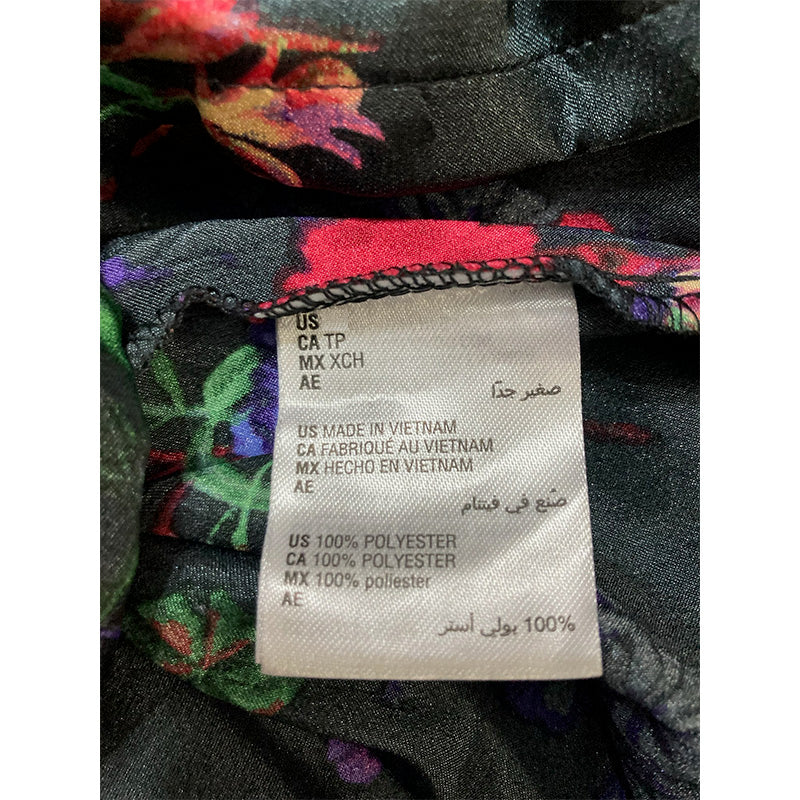 US
CA TP
MX XCH
AE
صغير جدًا
US MADE IN VIETNAM
CA FABRIQUÉ AU VIETNAM
MX HECHO EN VIETNAM
AE
صُنع في فيتنام
US 100% POLYESTER
CA 100% POLYESTER
MX 100% poliester
AE
100% بولي أستر